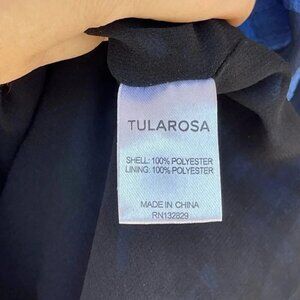 TULAROSA
SHELL: 100% POLYESTER
LINING: 100% POLYESTER
MADE IN CHINA
RN132829